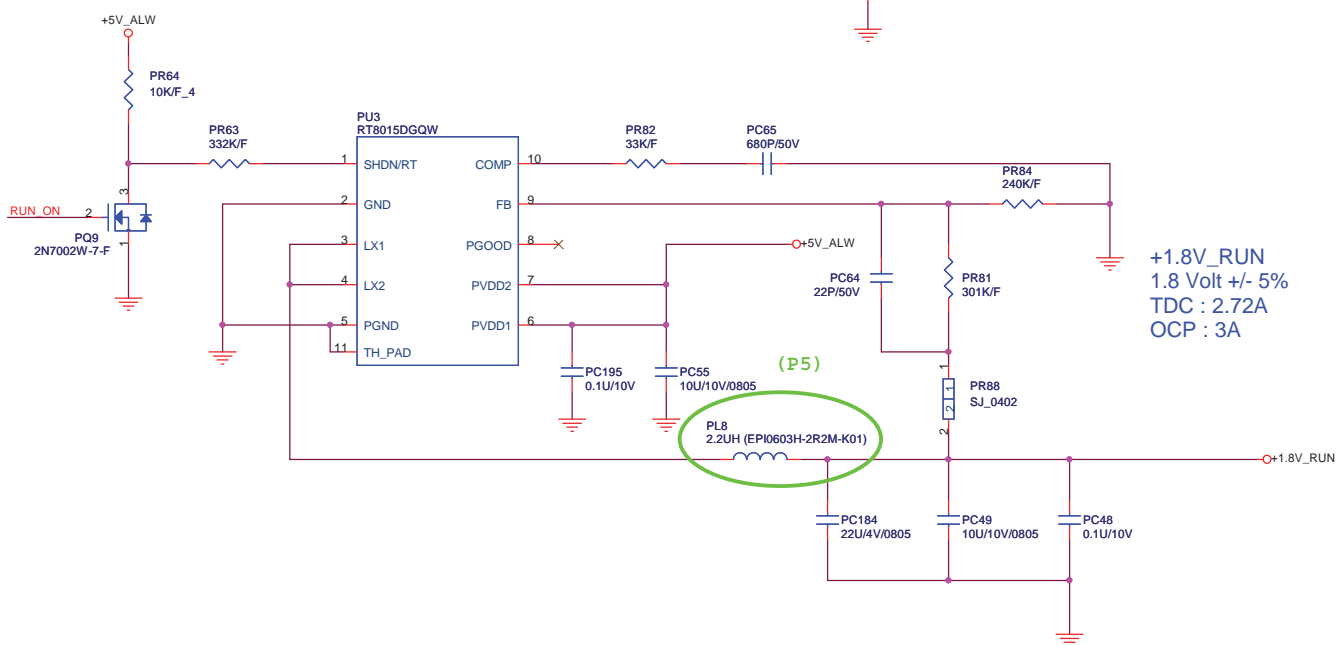 +5V_ALW
PR64
10K/F_4
PR63
332K/F
PU3
RT8015DGQW
PR82
33K/F
PC65
680P/50V
PR84
240K/F
1
SHDN/RT
COMP
10
2
GND
FB
9
3
LX1
PGOOD
8
4
LX2
PVDD2
7
5
PGND
PVDD1
6
11
TH_PAD
RUN_ON
2
3
1
PQ9
2N7002W-7-F
+5V_ALW
PC64
22P/50V
PR81
301K/F
+1.8V_RUN
1.8 Volt +/- 5%
TDC : 2.72A
OCP : 3A
PC195
0.1U/10V
PC55
10U/10V/0805
(P5)
1
1
2
2
PR88
SJ_0402
PL8
2.2UH (EPI0603H-2R2M-K01)
+1.8V_RUN
PC184
22U/4V/0805
PC49
10U/10V/0805
PC48
0.1U/10V